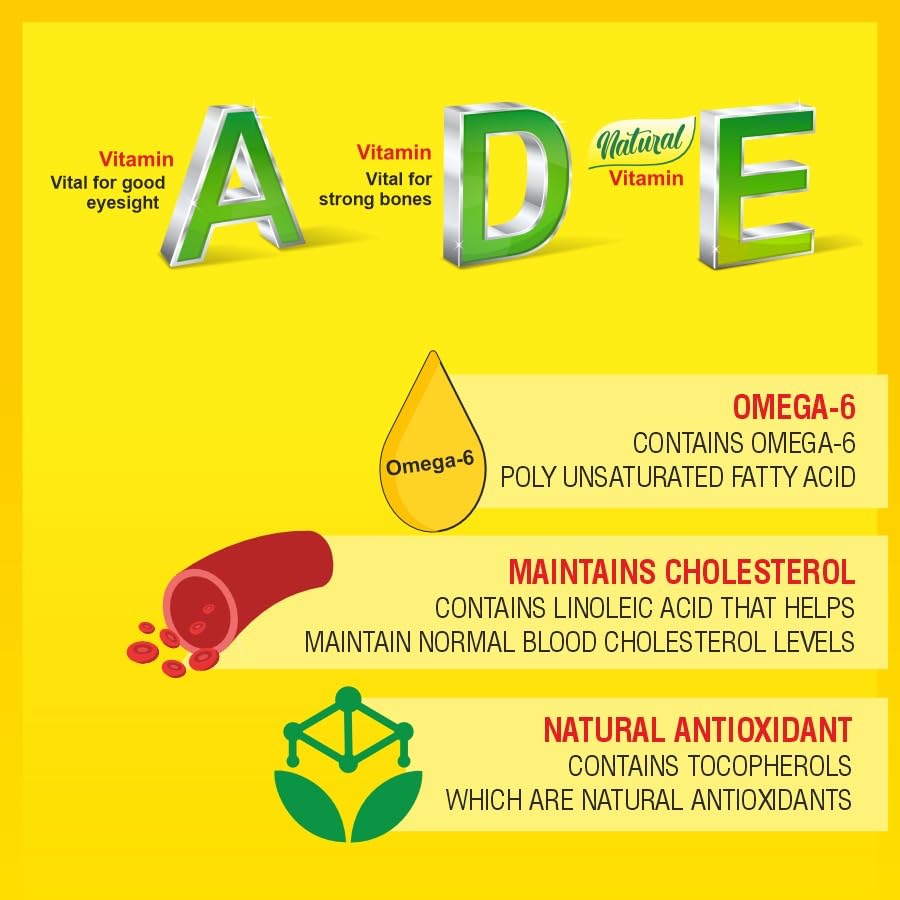 Vitamin
Vital for good
eyesight
A
Vitamin
Vital for
strong bones
D
Natural
Vitamin
E
Omega-6
OMEGA-6
CONTAINS OMEGA-6
POLY UNSATURATED FATTY ACID
MAINTAINS CHOLESTEROL
CONTAINS LINOLEIC ACID THAT HELPS
MAINTAIN NORMAL BLOOD CHOLESTEROL LEVELS
NATURAL ANTIOXIDANT
CONTAINS TOCOPHEROLS
WHICH ARE NATURAL ANTIOXIDANTS